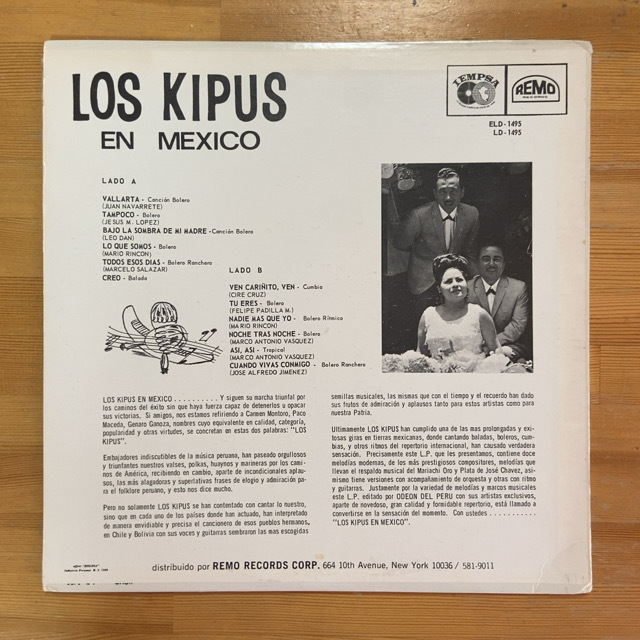 LOS KIPUS
EN MEXICO
IEMPSA
REMO
ELD-1495
LD-1495
LADO A
VALLARTA - Canción Bolero
(JUAN NAVARRETE)
TAMPOCO - Bolero
(JESUS M. LOPEZ)
BAJO LA SOMBRA DE MI MADRE - Canción Bolero
(LEO DAN)
LO QUE SOMOS - Bolero
(MARIO RINCON)
TODOS ESOS DIAS - Bolero Ranchero
(MARCELO SALAZAR)
CREO - Balada
LADO B
VEN CARIÑITO, VEN - Cumbia
(CIRE CRUZ)
TU ERES - Bolero
(FELIPE PADILLA M.)
NADIE MAS QUE YO - Bolero Rítmico
(MARIO RINCON)
NOCHE TRAS NOCHE - Bolero
(MARCO ANTONIO VASQUEZ)
ASI, ASI - Tropical
(MARCO ANTONIO VASQUEZ)
CUANDO VIVAS CONMIGO - Bolero Ranchero
(JOSE ALFREDO JIMENEZ)
LOS KIPUS EN MEXICO . . . . . . . . . . Y siguen su marcha triunfal por
los caminos del éxito sin que haya fuerza capaz de detenerlos u opacar
sus victorias. Si amigos, nos estamos refiriendo a Carmen Montoro, Paco
Maceda, Genaro Ganoza, nombres cuyo equivalente en calidad, categoría,
popularidad y otras virtudes, se concretan en estas dos palabras: "LOS
KIPUS".
Embajadores indiscutibles de la música peruana, han paseado orgullosos
y triunfantes nuestros valses, polkas, huaynos y marineras por los cami-
nos de América, recibiendo en cambio, aparte de incondicionales aplau-
sos, las más alagadoras y superlativas frases de elogio y admiración pa-
ra el folklore peruano, y esto nos dice mucho.
Pero no solamente LOS KIPUS se han contentado con cantar lo nuestro,
sino que en cada uno de los países donde han actuado, han interpretado
de manera envidiable y precisa el cancionero de esos pueblos hermanos,
en Chile y Bolivia con sus voces y guitarras sembraron las mas escogidas
semillas musicales, las mismas que con el tiempo y el recuerdo han dado
sus frutos de admiración y aplausos tanto para estos artistas como para
nuestra Patria.
Ultimamente LOS KIPUS han cumplido una de las mas prolongadas y exi-
tosas giras en tierras mexicanas, donde cantando baladas, boleros, cum-
bias, y otros ritmos del repertorio internacional, han causado verdadera
sensación. Precisamente este L.P. que les presentamos, contiene doce
melodías modernas, de los más prestigiosos compositores, melodías que
llevan el respaldo musical del Mariachi Oro y Plata de José Chavez, asi-
mismo tiene versiones con acompañamiento de orquesta y otras con ritmo
y guitarras. Justamente por la variedad de melodías y marcos musicales
este L.P. editado por ODEON DEL PERU con sus artistas exclusivos,
aparte de novedoso, gran calidad y formidable repertorio, está llamado a
convertirse en la sensación del momento. Con ustedes . . . . . . . . . . .
"LOS KIPUS EN MEXICO".
distribuido por REMO RECORDS CORP. 664 10th Avenue, New York 10036 / 581-9011